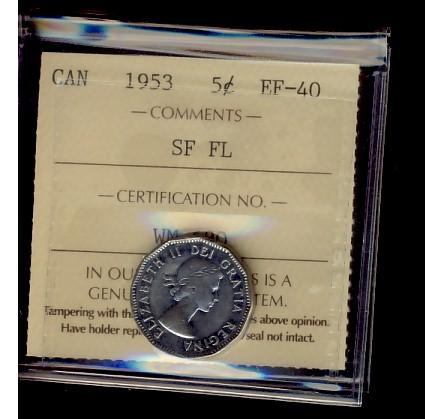 CAN 1953 5¢ EF-40
— COMMENTS —
SF FL
— CERTIFICATION NO. —
WM
IN OU S IS A
GENU TEM.
Tampering with th s above opinion.
Have holder rep seal not intact.
ELIZABETH II DEI GRATIA REGINA